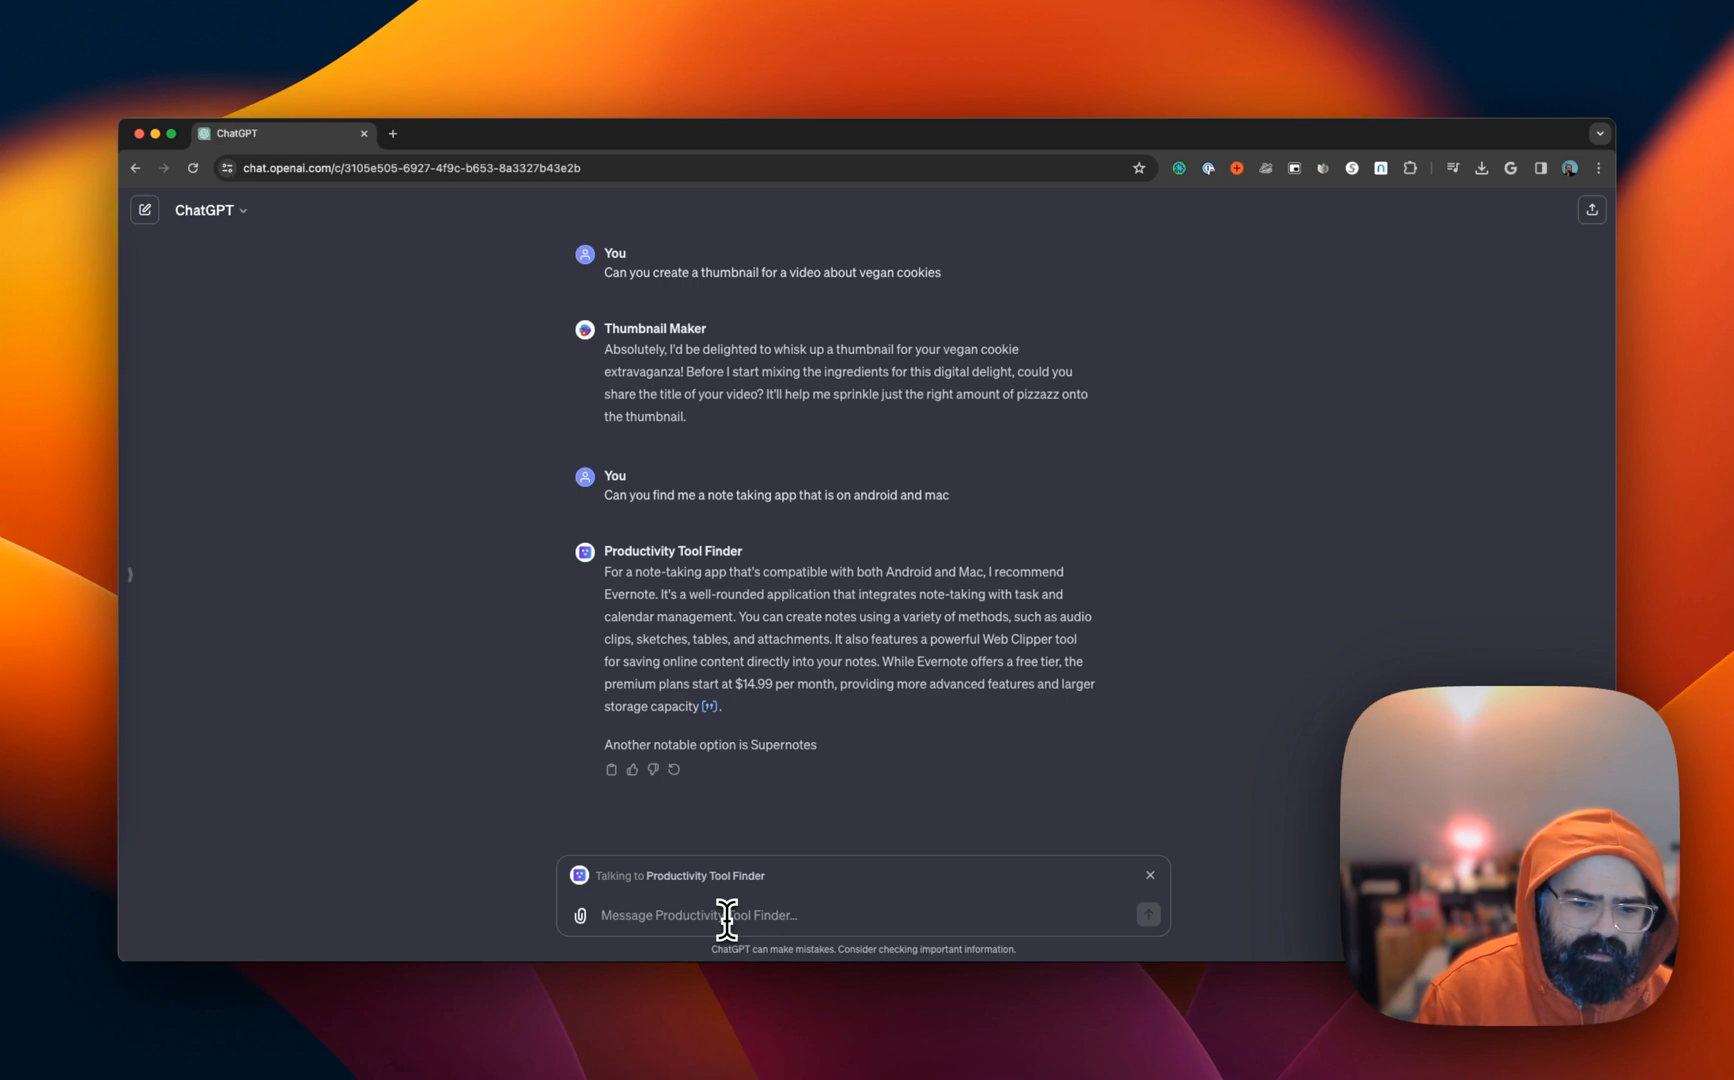 ChatGPT
chat.openai.com/c/3105e505-6927-4f9c-b653-8a3327b43e2b
ChatGPT
You
Can you create a thumbnail for a video about vegan cookies
Thumbnail Maker
Absolutely, I'd be delighted to whisk up a thumbnail for your vegan cookie
extravaganza! Before I start mixing the ingredients for this digital delight, could you
share the title of your video? It'll help me sprinkle just the right amount of pizzazz onto
the thumbnail.
You
Can you find me a note taking app that is on android and mac
Productivity Tool Finder
For a note-taking app that's compatible with both Android and Mac, I recommend
Evernote. It's a well-rounded application that integrates note-taking with task and
calendar management. You can create notes using a variety of methods, such as audio
clips, sketches, tables, and attachments. It also features a powerful Web Clipper tool
for saving online content directly into your notes. While Evernote offers a free tier, the
premium plans start at $14.99 per month, providing more advanced features and larger
storage capacity ["].
Another notable option is Supernotes
Talking to Productivity Tool Finder
Message Productivity Tool Finder...
ChatGPT can make mistakes. Consider checking important information.